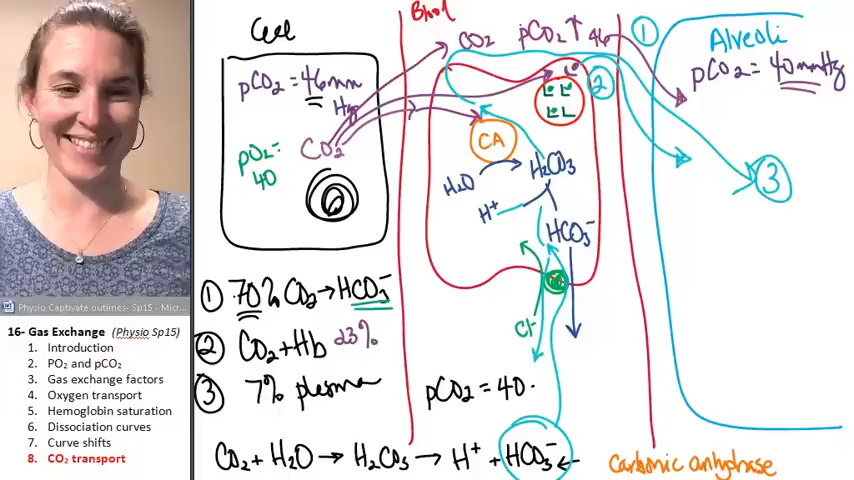 Cell
pCO2 = 46mm
Hg
CO2
pO2=
40
Blood
CO2 pCO2↑ 46
CA
H2O
H2CO3
H+
HCO3-
Cl-
pCO2 = 40
1
2
Alveoli
pCO2 = 40mmHg
3
① 70% CO2 → HCO3-
② CO2 + Hb 23%
③ 7% plasma
CO2 + H2O → H2CO3 → H+ + HCO3- ←
Carbonic anhydrase
Physio Captivate outlines- Sp15 - Micr...
16- Gas Exchange (Physio Sp15)
1. Introduction
2. PO2 and pCO2
3. Gas exchange factors
4. Oxygen transport
5. Hemoglobin saturation
6. Dissociation curves
7. Curve shifts
8. CO2 transport